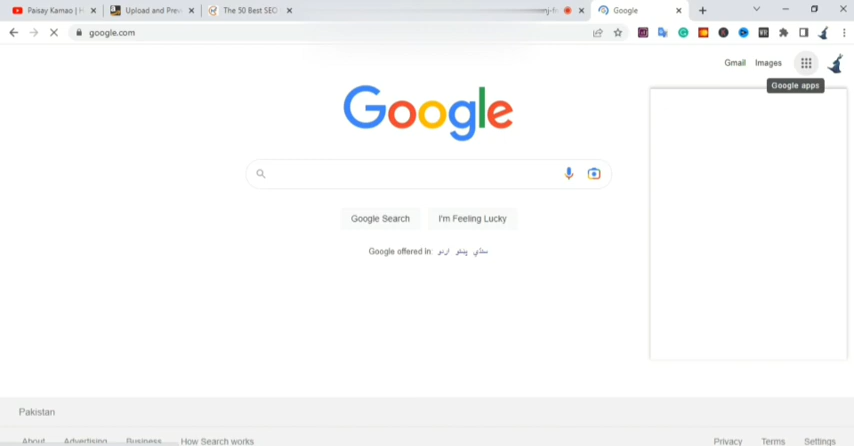 Paisay Kamao | H
Upload and Prev
The 50 Best SEO
Google
google.com
Gmail Images
Google apps
Google
Google Search I'm Feeling Lucky
Google offered in: اردو پښتو سنڌي
Pakistan
About Advertising Business How Search works Privacy Terms Settings